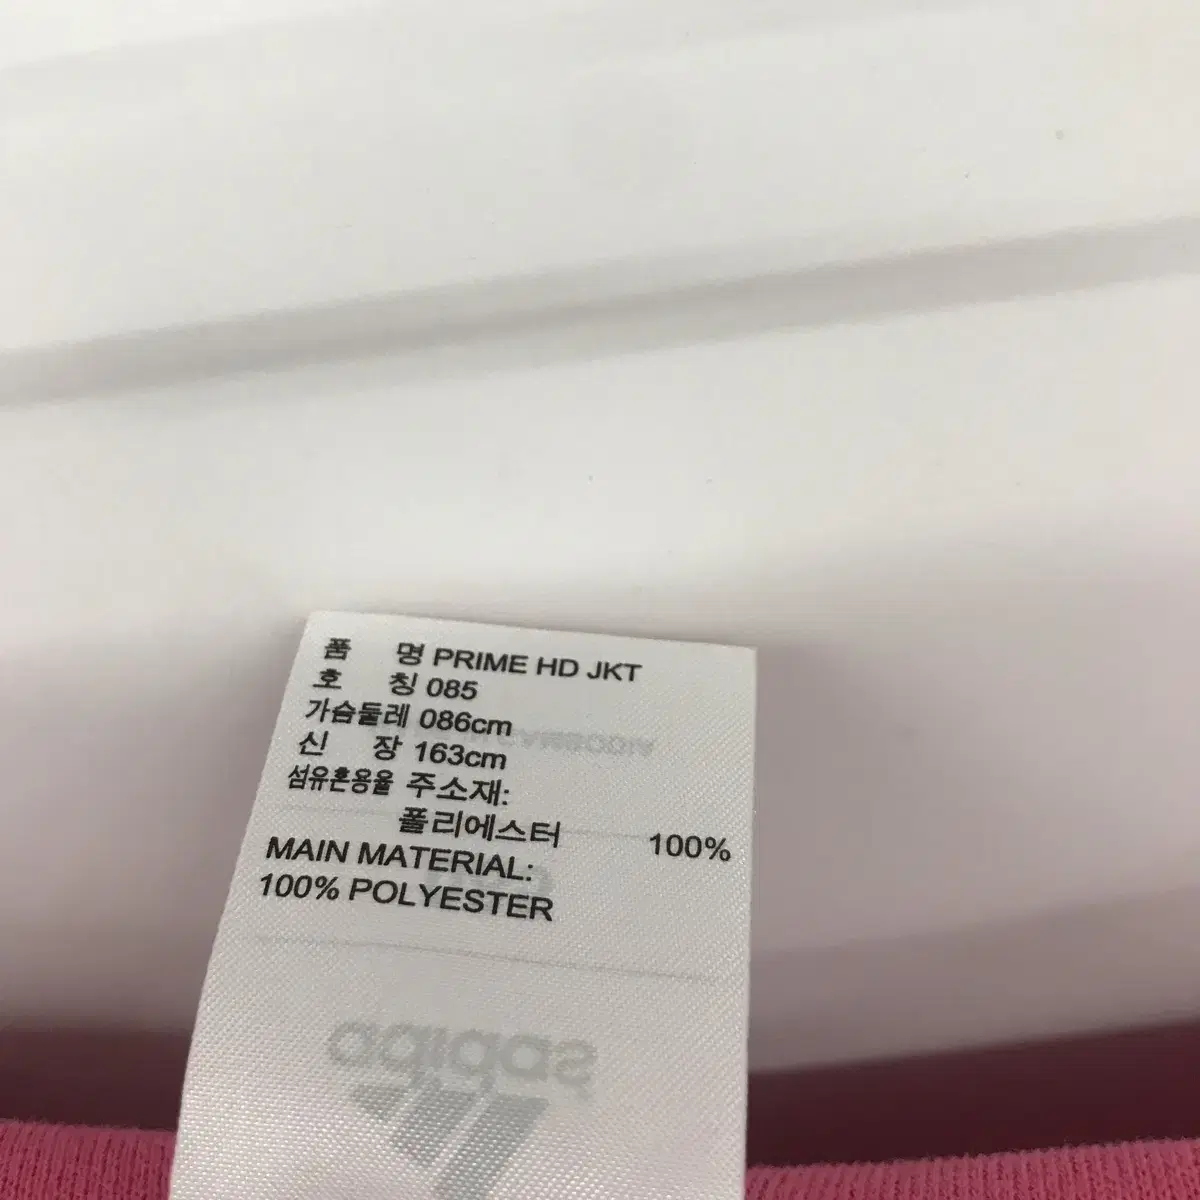 품 명 PRIME HD JKT
호 칭 085
가슴둘레 086cm
신 장 163cm
섬유혼용율 주소재:
폴리에스터 100%
MAIN MATERIAL:
100% POLYESTER
adidas